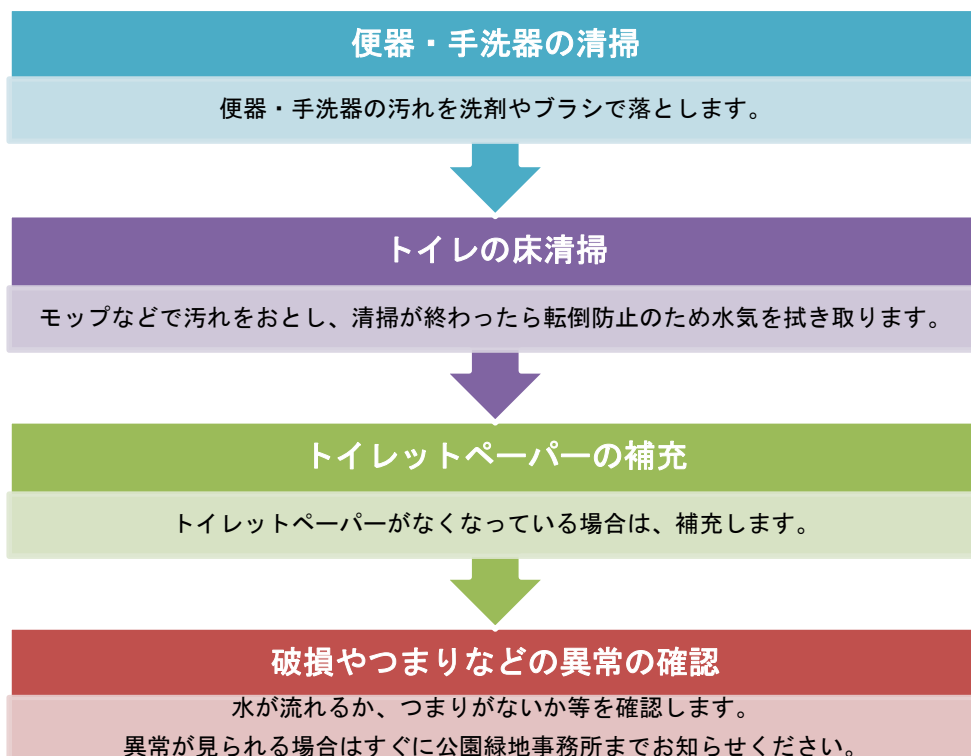 便器・手洗器の清掃
便器・手洗器の汚れを洗剤やブラシで落とします。
トイレの床清掃
モップなどで汚れをおとし、清掃が終わったら転倒防止のため水気を拭き取ります。
トイレットペーパーの補充
トイレットペーパーがなくなっている場合は、補充します。
破損やつまりなどの異常の確認
水が流れるか、つまりがないか等を確認します。
異常が見られる場合はすぐに公園緑地事務所までお知らせください。